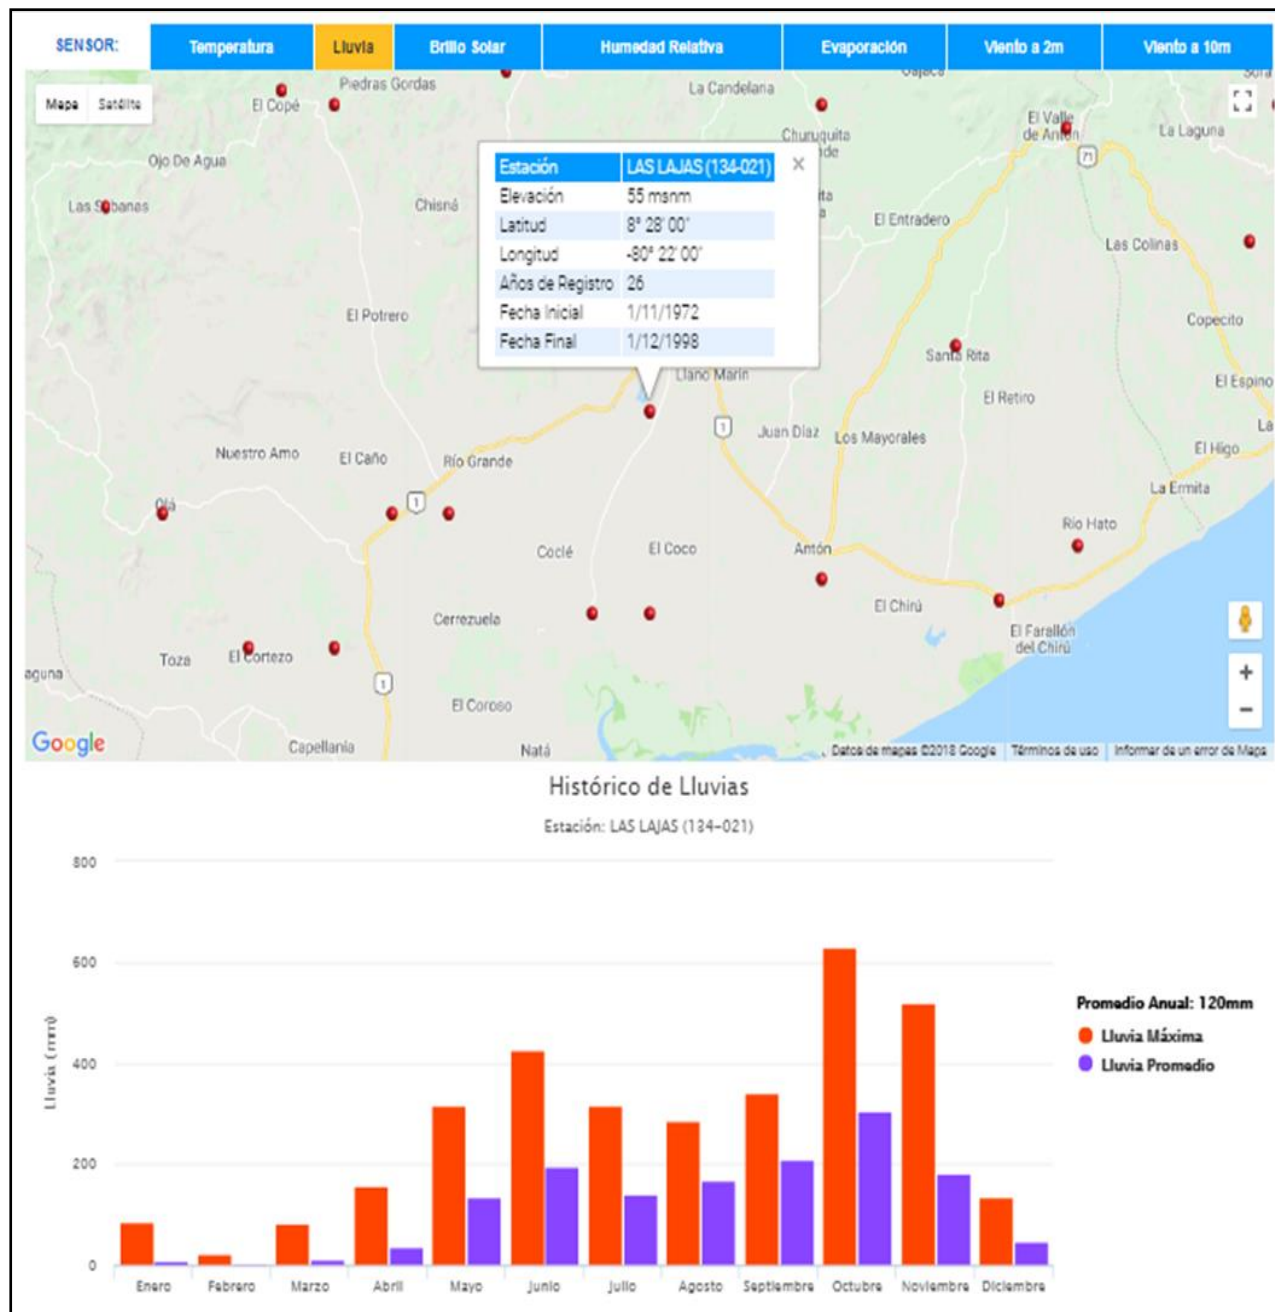 SENSOR: Temperatura Lluvia Brillo Solar Humedad Relativa Evaporación Viento a 2m Viento a 10m
Mapa Satélite
El Copé
Piedras Gordas
La Candelaria
Churuquita
El Valle
de Antón
La Laguna
71
Ojo De Agua
Las Sabanas
Chisná
El Entradero
Las Colinas
Estación LAS LAJAS (134-021)
Elevación 55 msnm
Latitud 8° 28' 00"
Longitud -80° 22' 00"
Años de Registro 26
Fecha Inicial 1/11/1972
Fecha Final 1/12/1998
El Potrero
Copecito
Santa Rita
Llano Marín
El Espino
El Retiro
1
Juan Díaz
Los Mayorales
El Higo
Nuestro Amo
El Caño
Río Grande
La Ermita
Olá
1
Río Hato
Coclé
El Coco
Antón
El Chirú
Cerrezuela
El Farallón
del Chirú
Toza
El Cortezo
aguna
1
El Coroso
Google
Capellanía
Natá
Datos de mapas ©2018 Google Términos de uso Informar de un error de Maps
Histórico de Lluvias
Estación: LAS LAJAS (134-021)
800
600
400
200
0
Lluvia (mm)
Promedio Anual: 120mm
Lluvia Máxima
Lluvia Promedio
Enero Febrero Marzo Abril Mayo Junio Julio Agosto Septiembre Octubre Noviembre Diciembre